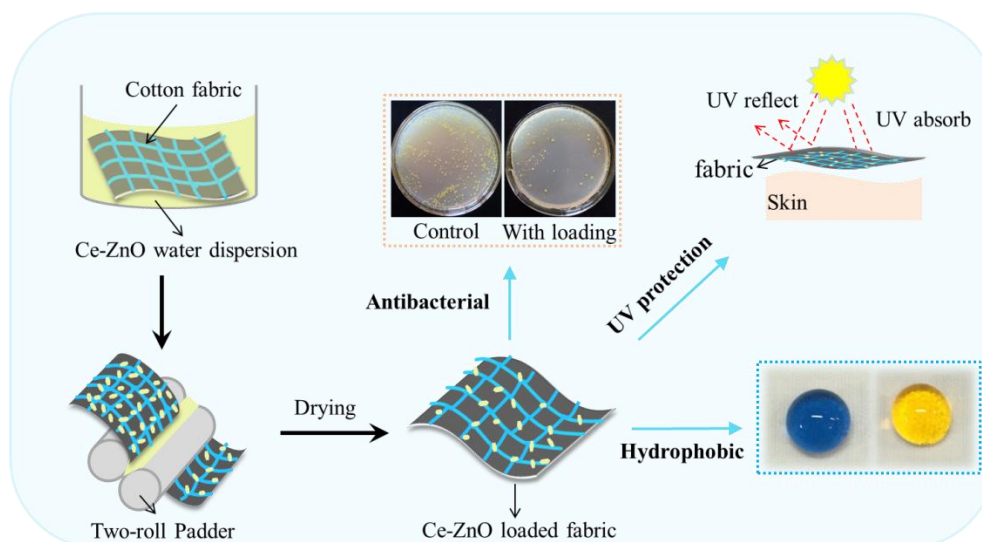 Cotton fabric
Ce-ZnO water dispersion
Two-roll Padder
Drying
Ce-ZnO loaded fabric
Antibacterial
Control
With loading
UV protection
UV reflect
UV absorb
fabric
Skin
Hydrophobic